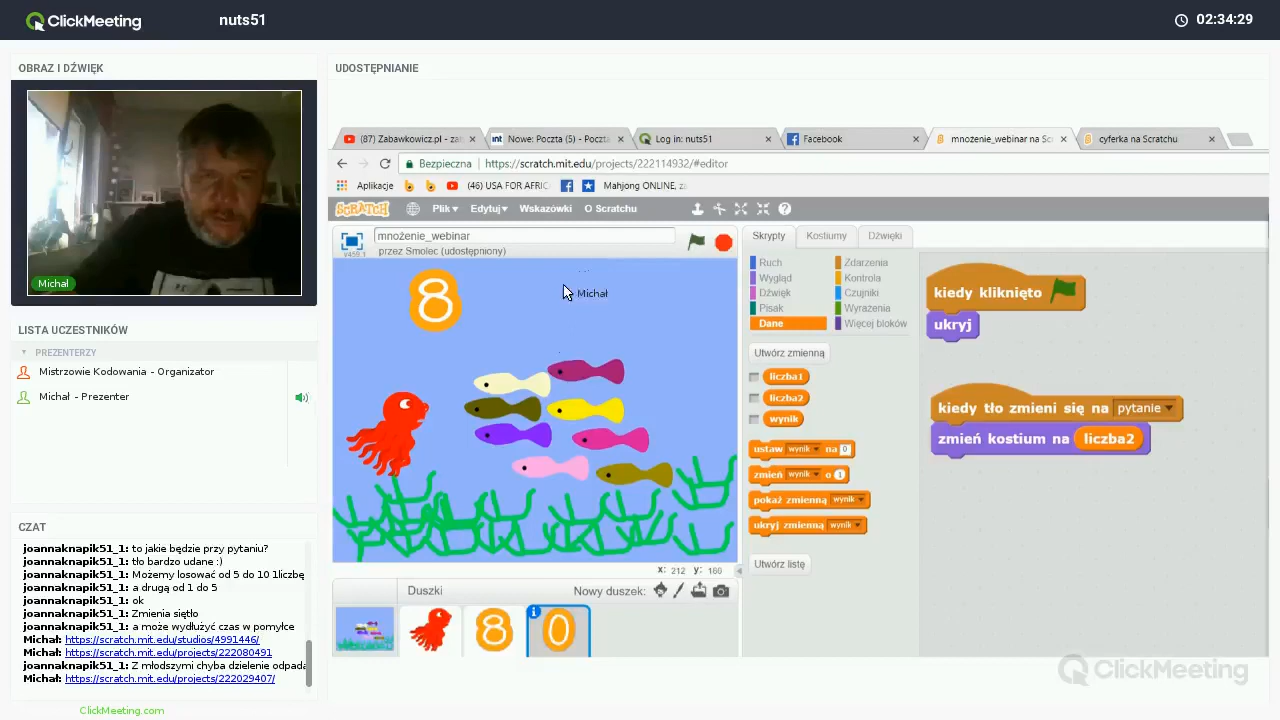 ClickMeeting
nuts51
02:34:29
OBRAZ I DŹWIĘK
Michał
LISTA UCZESTNIKÓW
PREZENTERZY
Mistrzowie Kodowania - Organizator
Michał - Prezenter
CZAT
joannaknapik51_1: to jakie będzie przy pytaniu?
joannaknapik51_1: tło bardzo udane :)
joannaknapik51_1: Możemy losować od 5 do 10 1liczbę
joannaknapik51_1: a drugą od 1 do 5
joannaknapik51_1: ok
joannaknapik51_1: Zmienia siętło
joannaknapik51_1: a może wydłużyć czas w pomyłce
Michał: https://scratch.mit.edu/studios/4991446/
Michał: https://scratch.mit.edu/projects/222080491
joannaknapik51_1: Z młodszymi chyba dzielenie odpada
Michał: https://scratch.mit.edu/projects/222029407/
ClickMeeting.com
UDOSTĘPNIANIE
(87) Zabawkowicz.pl - zab
int Nowe: Poczta (5) - Poczta
Log in: nuts51
Facebook
mnożenie_webinar na Sc
cyferka na Scratchu
Bezpieczna https://scratch.mit.edu/projects/222114932/#editor
Aplikacje
(46) USA FOR AFRIC
Mahjong ONLINE, za
SCRATCH
Plik Edytuj Wskazówki O Scratchu
mnożenie_webinar
przez Smolec (udostępniony)
v459.1
8
Michał
x: 212 y: 160
Duszki
Nowy duszek:
8
0
Skrypty Kostiumy Dźwięki
Ruch Zdarzenia
Wygląd Kontrola
Dźwięk Czujniki
Pisak Wyrażenia
Dane Więcej bloków
Utwórz zmienną
liczba1
liczba2
wynik
ustaw wynik na 0
zmień wynik o 1
pokaż zmienną wynik
ukryj zmienną wynik
Utwórz listę
kiedy kliknięto
ukryj
kiedy tło zmieni się na pytanie
zmień kostium na liczba2
ClickMeeting